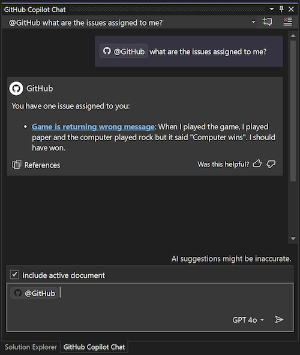 GitHub Copilot Chat
@GitHub what are the issues assigned to me?
@GitHub what are the issues assigned to me?
GitHub
You have one issue assigned to you:
• Game is returning wrong message: When I played the game, I played
paper and the computer played rock but it said "Computer wins". I should
have won.
References
Was this helpful?
AI suggestions might be inaccurate.
Include active document
@GitHub
GPT 4o
Solution Explorer
GitHub Copilot Chat